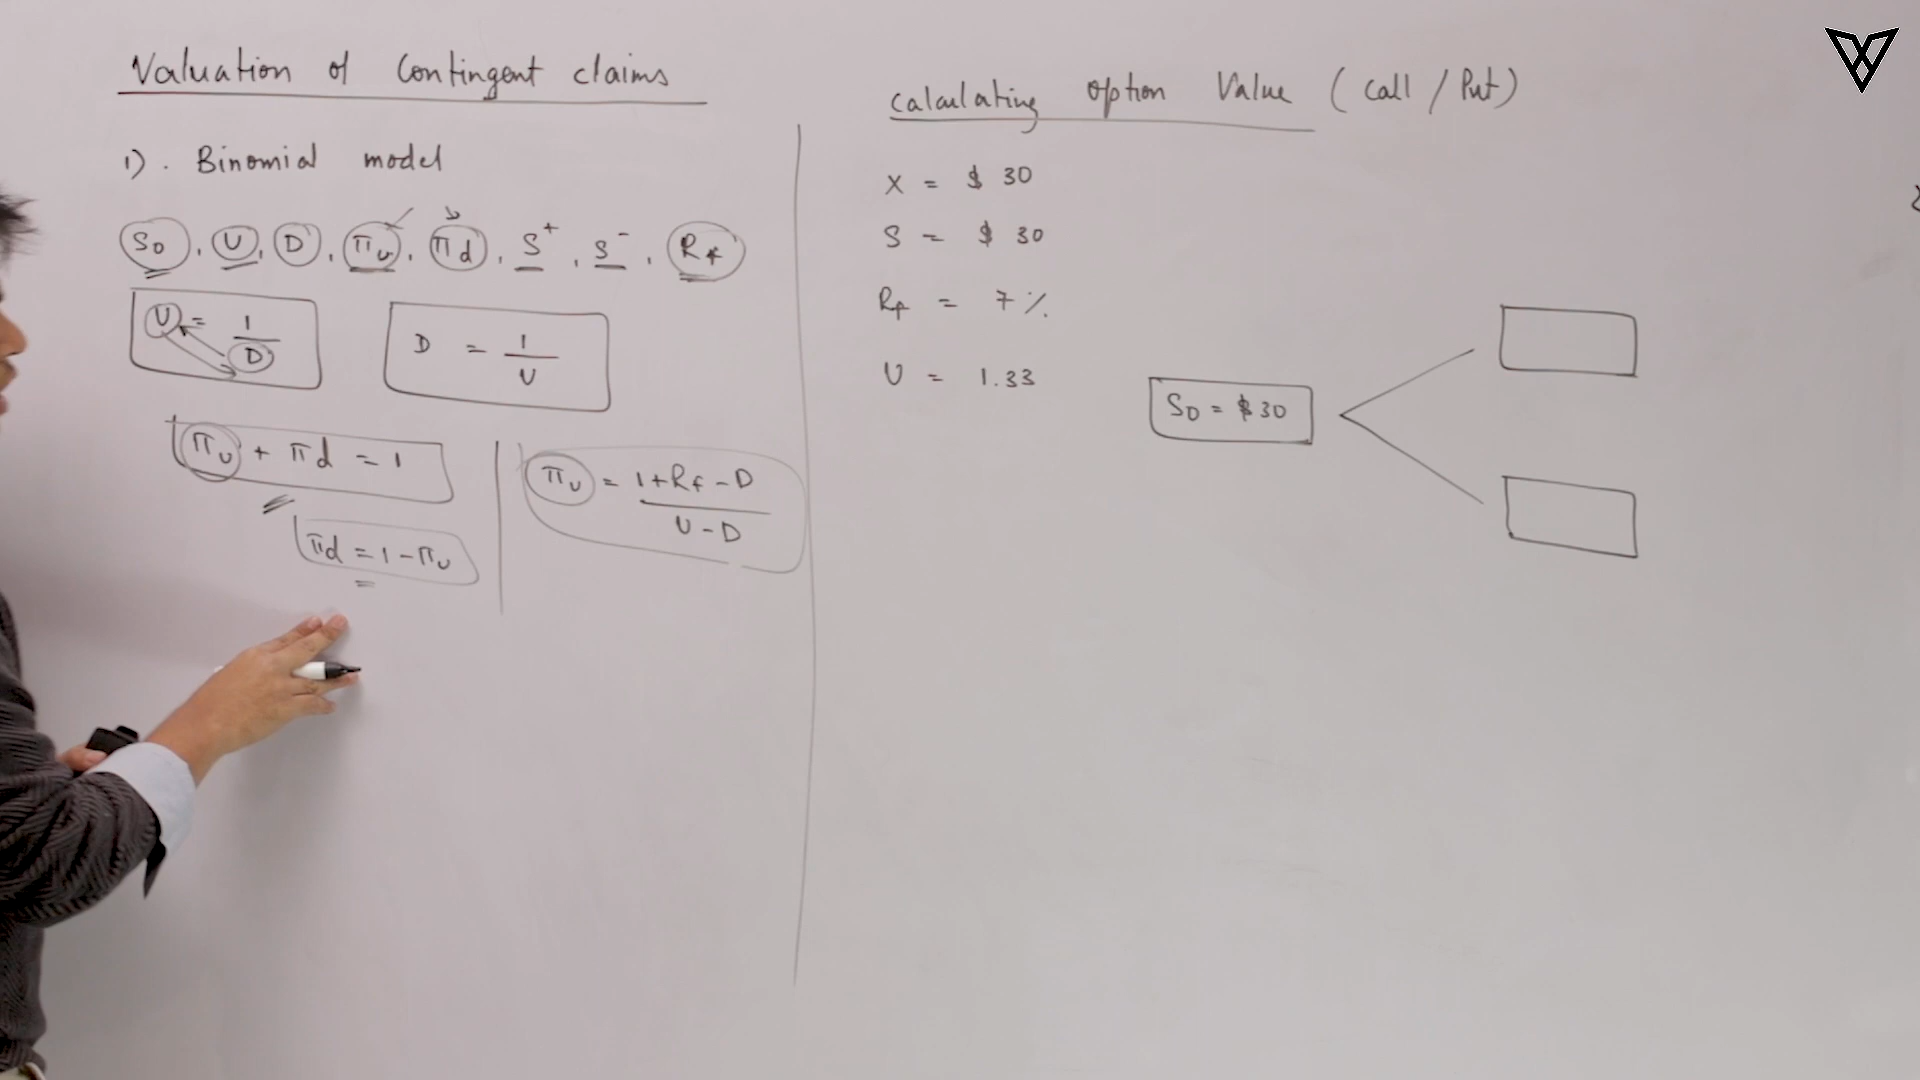 Valuation of Contingent claims
1). Binomial model
S0, U, D, πu, πd, S+, S-, Rf
U = 1/D
D = 1/U
πu + πd = 1
πd = 1 - πu
πu = 1 + Rf - D / U - D
Calculating option Value (Call / Put)
X = $ 30
S = $ 30
Rf = 7 %
U = 1.33
S0 = $30